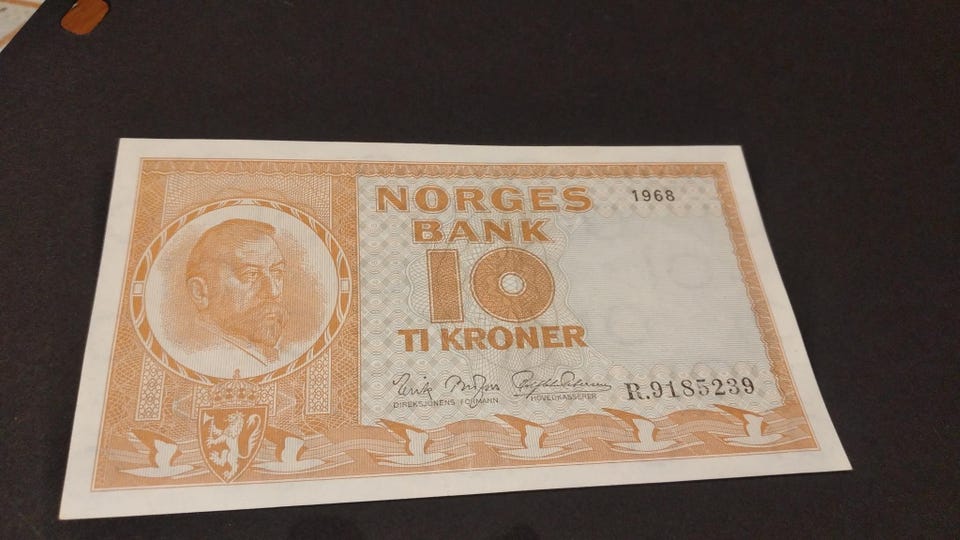 NORGES
1968
BANK
10
TI KRONER
DIREKSJONENS FORMANN
HOVEDKASSERER
R.9185239